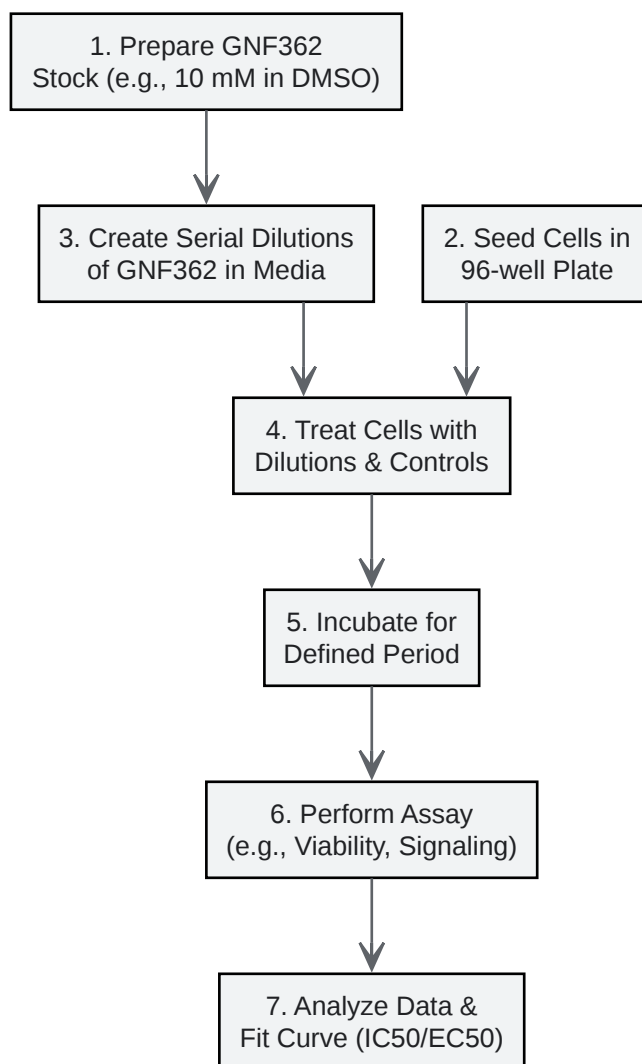 1. Prepare GNF362
Stock (e.g., 10 mM in DMSO)
3. Create Serial Dilutions
of GNF362 in Media
2. Seed Cells in
96-well Plate
4. Treat Cells with
Dilutions & Controls
5. Incubate for
Defined Period
6. Perform Assay
(e.g., Viability, Signaling)
7. Analyze Data &
Fit Curve (IC50/EC50)